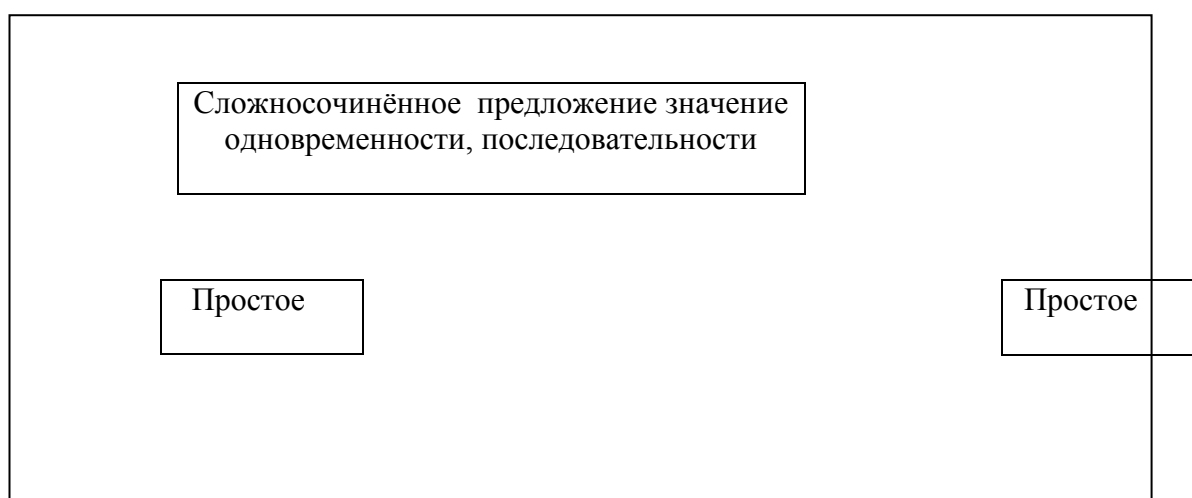 Сложносочинённое предложение значение
одновременности, последовательности
Простое
Простое